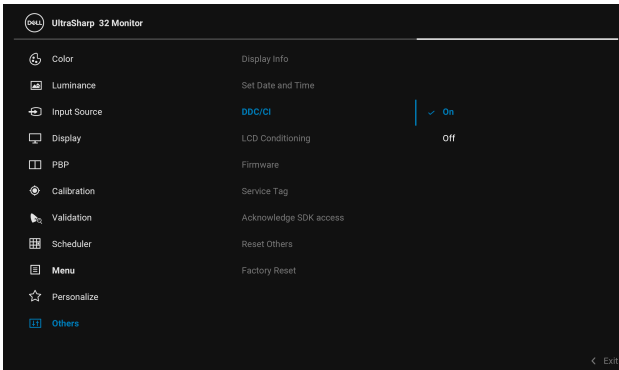 DELL UltraSharp 32 Monitor
Color
Display Info
Luminance
Set Date and Time
Input Source
DDC/CI
On
Display
LCD Conditioning
Off
PBP
Firmware
Calibration
Service Tag
Validation
Acknowledge SDK access
Scheduler
Reset Others
Menu
Factory Reset
Personalize
Others
Exit